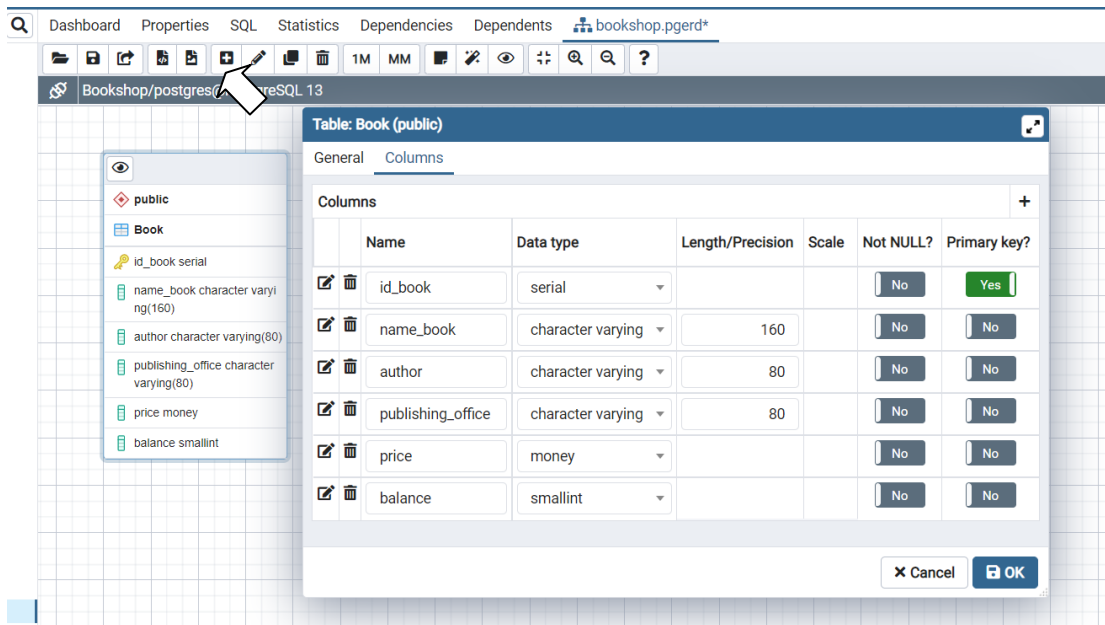 Dashboard Properties SQL Statistics Dependencies Dependents bookshop.pgerd*
1M MM ?
Bookshop/postgres@ greSQL 13
Table: Book (public)
General Columns
public
Book
id_book serial
name_book character varyi
ng(160)
author character varying(80)
publishing_office character
varying(80)
price money
balance smallint
Columns +
Name Data type Length/Precision Scale Not NULL? Primary key?
id_book serial No Yes
name_book character varying 160 No No
author character varying 80 No No
publishing_office character varying 80 No No
price money No No
balance smallint No No
Cancel OK